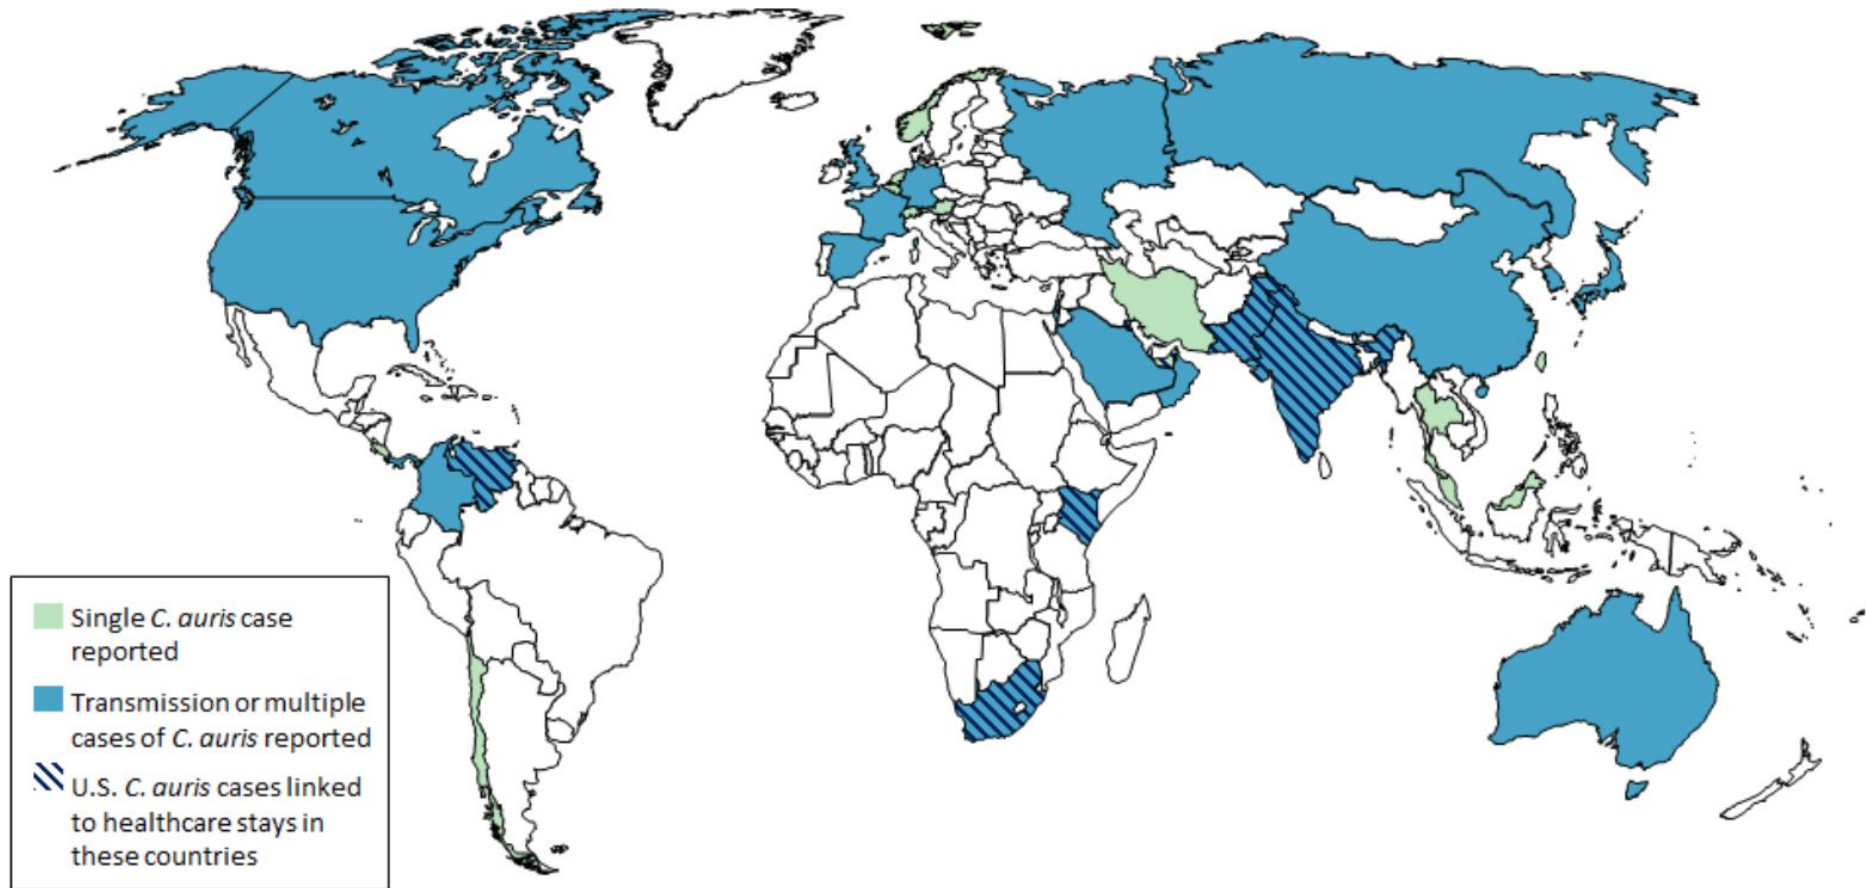 Single C. auris case
reported
Transmission or multiple
cases of C. auris reported
U.S. C. auris cases linked
to healthcare stays in
these countries